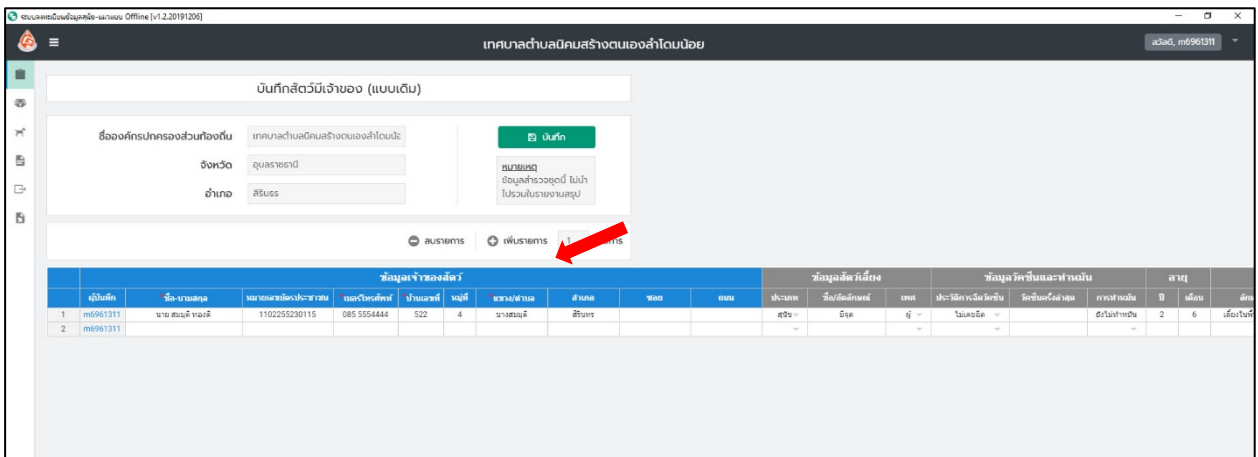 ระบบลงทะเบียนข้อมูลสุนัข-แมวแบบ Offline [v1.2.20191206]
เทศบาลตำบลนิคมสร้างตนเองลำโดมน้อย
สวัสดี, m6961311
บันทึกสัตว์มีเจ้าของ (แบบเดิม)
ชื่อองค์กรปกครองส่วนท้องถิ่น เทศบาลตำบลนิคมสร้างตนเองลำโดมน้อ
บันทึก
จังหวัด อุบลราชธานี
อำเภอ สิรินธร
หมายเหตุ
ข้อมูลสำรวจชุดนี้ ไม่นำ
ไปรวมในรายงานสรุป
ลบรายการ เพิ่มรายการ 1
ข้อมูลเจ้าของสัตว์ ข้อมูลสัตว์เลี้ยง ข้อมูลวัคซีนและทำหมัน อายุ
ผู้บันทึก *ชื่อ-นามสกุล หมายเลขบัตรประชาชน *เบอร์โทรศัพท์ *บ้านเลขที่ หมู่ที่ *แขวง/ตำบล อำเภอ ซอย ถนน ประเภท ชื่อ/อัตลักษณ์ เพศ ประวัติการฉีดวัคซีน วัคซีนครั้งล่าสุด การทำหมัน ปี เดือน
1 m6961311 นาย สมมุติ ทองดี 1102255230115 085 5554444 522 4 นางสมมุติ สิรินทร สุนัข มีจุด ผู้ ไม่เคยฉีด ยังไม่ทำหมัน 2 6
2 m6961311